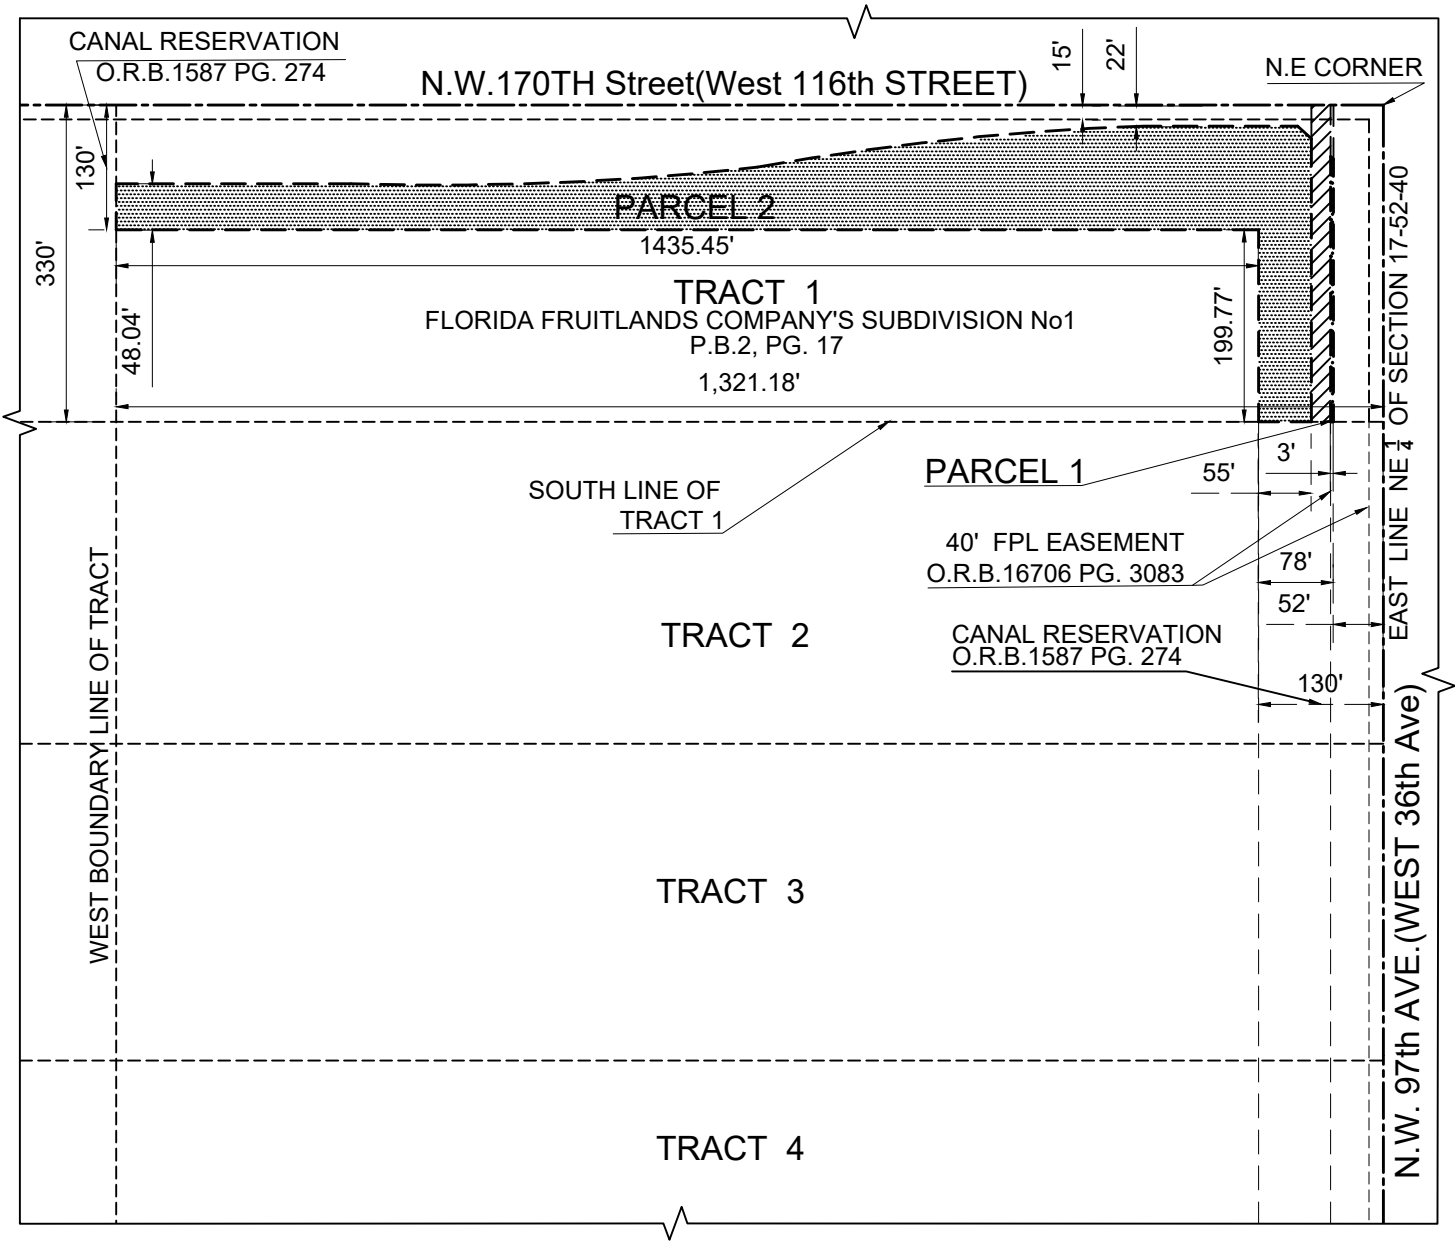 CANAL RESERVATION
O.R.B.1587 PG. 274
N.W.170TH Street(West 116th STREET)
15'
22'
N.E CORNER
130'
330'
48.04'
PARCEL 2
1435.45'
TRACT 1
FLORIDA FRUITLANDS COMPANY'S SUBDIVISION No1
P.B.2, PG. 17
1,321.18'
199.77'
EAST LINE NE 1/4 OF SECTION 17-52-40
SOUTH LINE OF
TRACT 1
PARCEL 1
3'
55'
40' FPL EASEMENT
O.R.B.16706 PG. 3083
78'
52'
CANAL RESERVATION
O.R.B.1587 PG. 274
130'
WEST BOUNDARY LINE OF TRACT
TRACT 2
TRACT 3
TRACT 4
N.W. 97th AVE.(WEST 36th Ave)